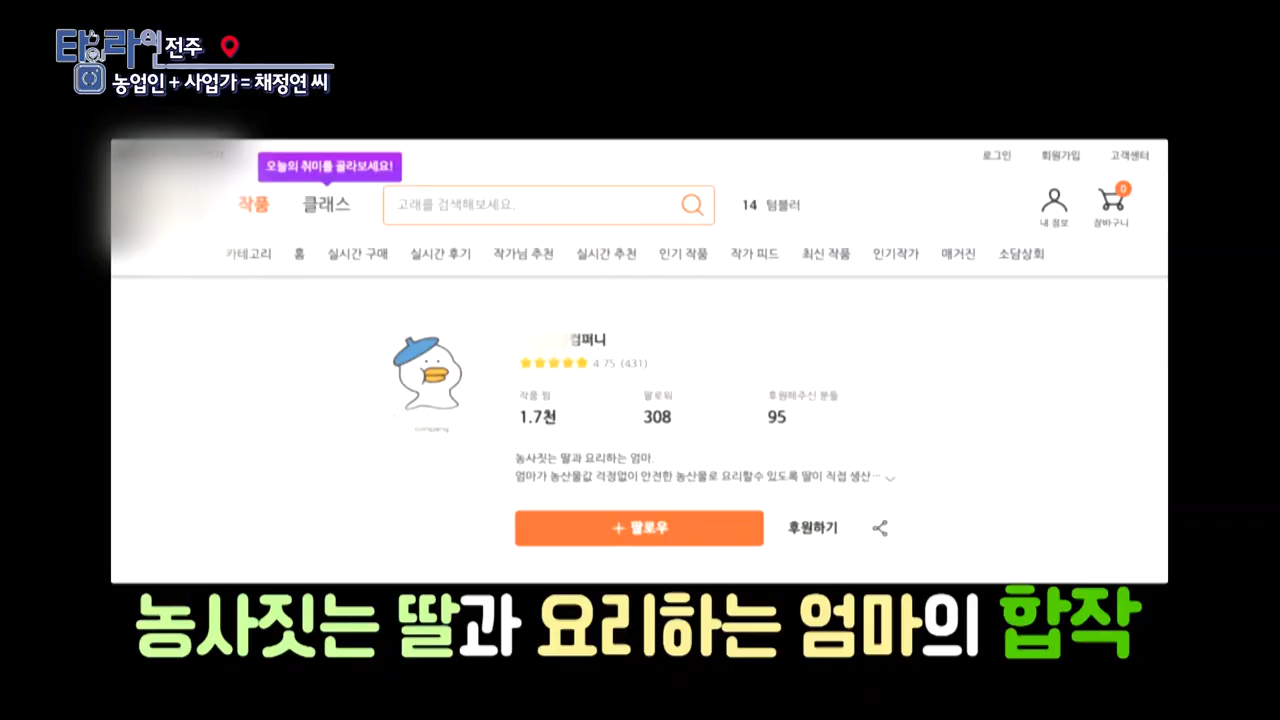 타임라인 전주
농업인 + 사업가 = 채정연 씨
오늘의 취미를 골라보세요!
로그인 회원가입 고객센터
작품 클래스 고래를 검색해보세요. 14 텀블러
0
내 정보 장바구니
카테고리 홈 실시간 구매 실시간 후기 작가님 추천 실시간 추천 인기 작품 작가 피드 최신 작품 인기작가 매거진 소담상회
컴퍼니
4.75 (431)
작품 찜 팔로워 후원해주신 분들
1.7천 308 95
농사짓는 딸과 요리하는 엄마.
엄마가 농산물값 걱정없이 안전한 농산물로 요리할수 있도록 딸이 직접 생산…
+ 팔로우 후원하기
농사짓는 딸과 요리하는 엄마의 합작